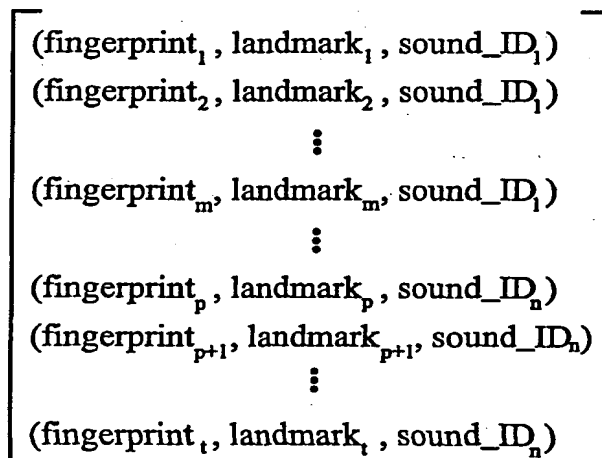 (fingerprint₁, landmark₁, sound_ID₁)
(fingerprint₂, landmark₂, sound_ID₁)
⋮
(fingerprintₘ, landmarkₘ, sound_ID₁)
⋮
(fingerprintₚ, landmarkₚ, sound_IDₙ)
(fingerprintₚ₊₁, landmarkₚ₊₁, sound_IDₙ)
⋮
(fingerprintₜ, landmarkₜ, sound_IDₙ)